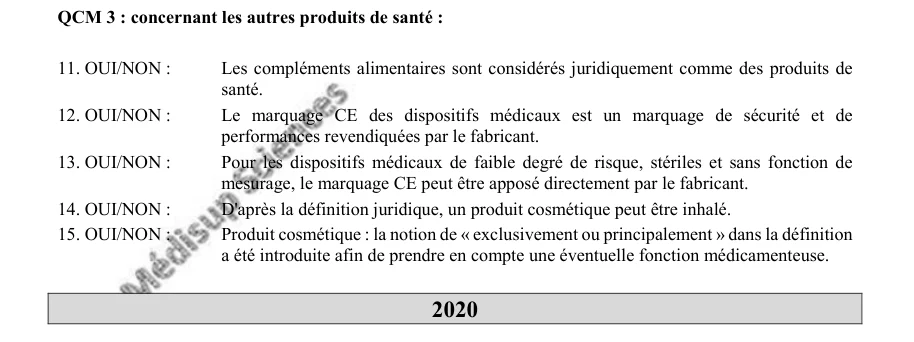 QCM 3 : concernant les autres produits de santé :
11. OUI/NON : Les compléments alimentaires sont considérés juridiquement comme des produits de
santé.
12. OUI/NON : Le marquage CE des dispositifs médicaux est un marquage de sécurité et de
performances revendiquées par le fabricant.
13. OUI/NON : Pour les dispositifs médicaux de faible degré de risque, stériles et sans fonction de
mesurage, le marquage CE peut être apposé directement par le fabricant.
14. OUI/NON : D'après la définition juridique, un produit cosmétique peut être inhalé.
15. OUI/NON : Produit cosmétique : la notion de « exclusivement ou principalement » dans la définition
a été introduite afin de prendre en compte une éventuelle fonction médicamenteuse.
Médisup Sciences
2020